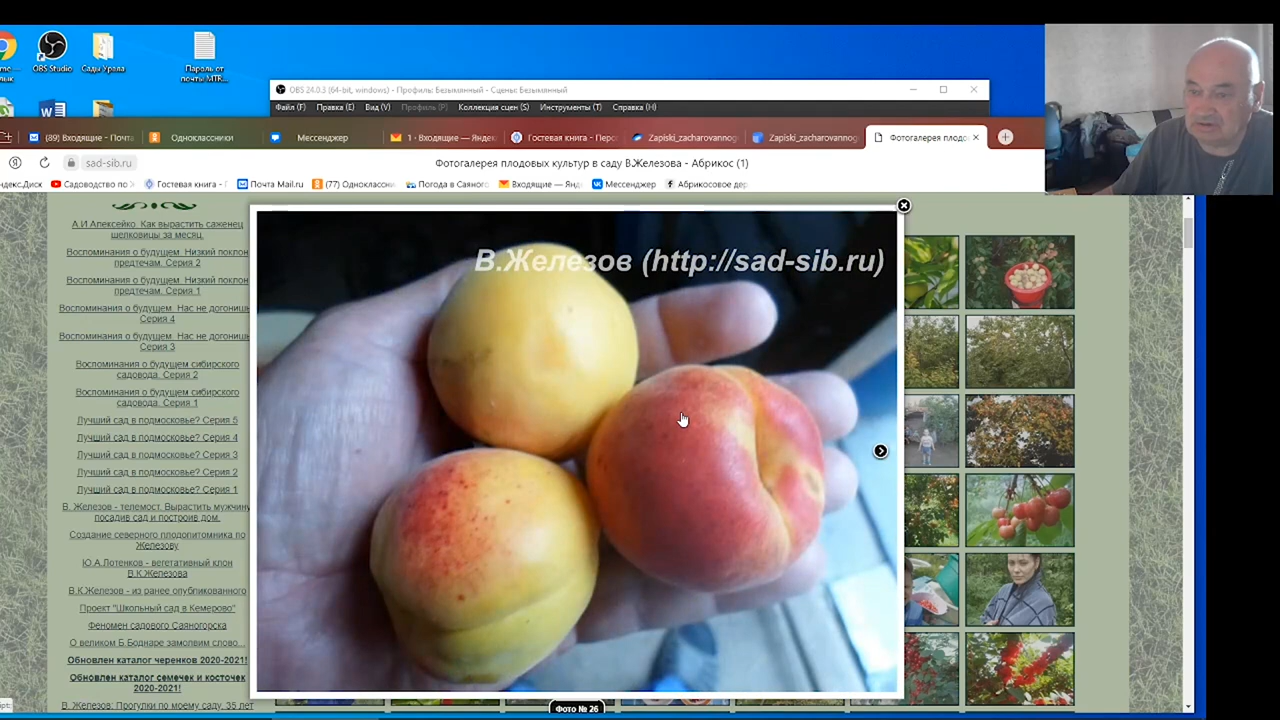 OBS Studio
Сады Урала
Пароль от
почты MTR...
OBS 24.0.3 (64-bit, windows) - Профиль: Безымянный - Сцены: Безымянный
Файл (F) Правка (E) Вид (V) Профиль (P) Коллекция сцен (S) Инструменты (T) Справка (H)
(89) Входящие - Почта
Одноклассники
Мессенджер
1 · Входящие — Яндекс
Гостевая книга - Перс
Zapiski_zacharovannog
Zapiski_zacharovannog
Фотогалерея плодо
sad-sib.ru
Фотогалерея плодовых культур в саду В.Железова - Абрикос (1)
ндекс.Диск
Садоводство по
Гостевая книга - Г
Почта Mail.ru
(77) Одноклассни
Погода в Саяного
Входящие — Янд
Мессенджер
Абрикосовое дер
А.И Алексейко. Как вырастить саженец
шелковицы за месяц.
Воспоминания о будущем. Низкий поклон
предтечам. Серия 2
Воспоминания о будущем. Низкий поклон
предтечам. Серия 1
Воспоминания о будущем. Нас не догонишь
Серия 4
Воспоминания о будущем. Нас не догонишь
Серия 3
Воспоминания о будущем сибирского
садовода. Серия 2
Воспоминания о будущем сибирского
садовода. Серия 1
Лучший сад в подмосковье? Серия 5
Лучший сад в подмосковье? Серия 4
Лучший сад в подмосковье? Серия 3
Лучший сад в подмосковье? Серия 2
Лучший сад в подмосковье? Серия 1
В. Железов - телемост. Вырастить мужчину
посадив сад и построив дом.
Создание северного плодопитомника по
Железову
Ю.А.Лотенков - вегетативный клон
В.К.Железова
В.К.Железов - из ранее опубликованного
Проект "Школьный сад в Кемерово"
Феномен садового Саяногорска
О великом Б.Боднаре замолвим слово...
Обновлен каталог черенков 2020-2021!
Обновлен каталог семечек и косточек
2020-2021!
В. Железов: Прогулки по моему саду. 35 лет
В.Железов (http://sad-sib.ru)
Фото № 26